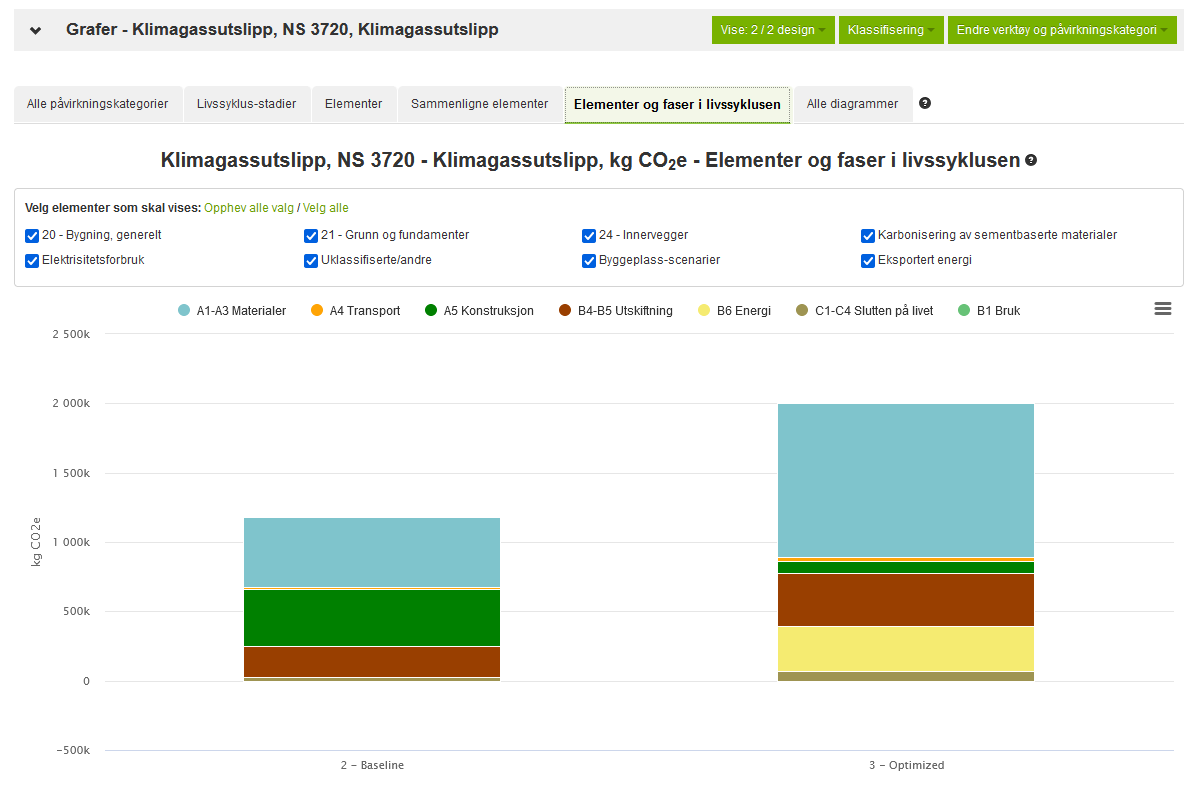 Grafer - Klimagassutslipp, NS 3720, Klimagassutslipp
Vise: 2 / 2 design
Klassifisering
Endre verktøy og påvirkningskategori
Alle påvirkningskategorier
Livssyklus-stadier
Elementer
Sammenligne elementer
Elementer og faser i livssyklusen
Alle diagrammer
?
Klimagassutslipp, NS 3720 - Klimagassutslipp, kg CO₂e - Elementer og faser i livssyklusen ?
Velg elementer som skal vises: Opphev alle valg / Velg alle
20 - Bygning, generelt
21 - Grunn og fundamenter
24 - Innervegger
Karbonisering av sementbaserte materialer
Elektrisitetsforbruk
Uklassifiserte/andre
Byggeplass-scenarier
Eksportert energi
A1-A3 Materialer
A4 Transport
A5 Konstruksjon
B4-B5 Utskiftning
B6 Energi
C1-C4 Slutten på livet
B1 Bruk
2 500k
2 000k
1 500k
1 000k
500k
0
−500k
kg CO2e
2 – Baseline
3 – Optimized